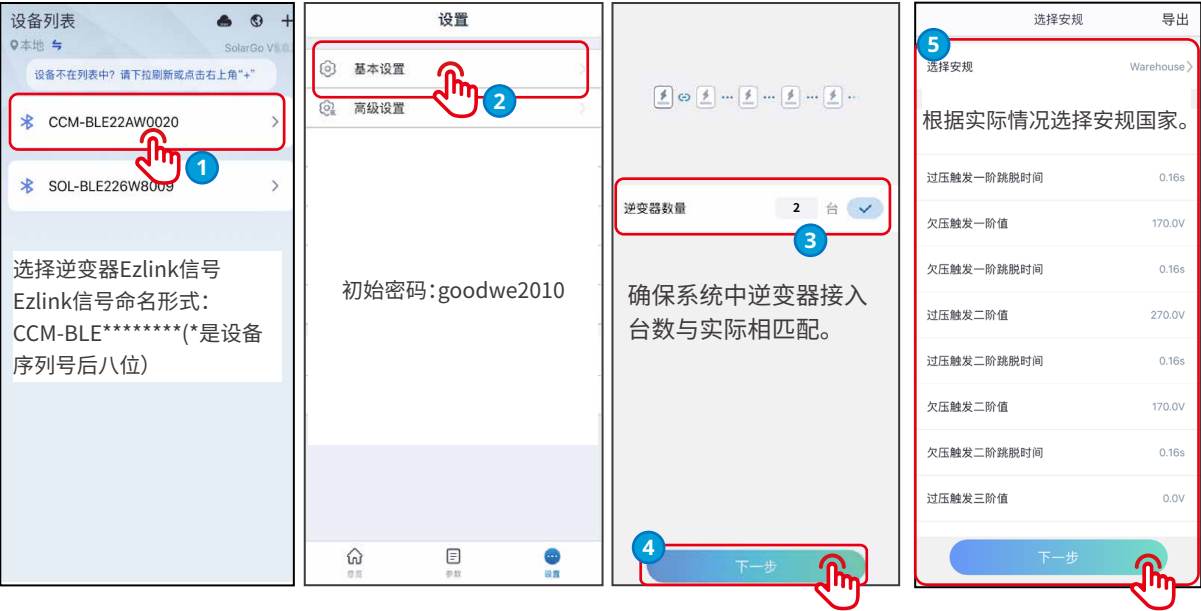 设备列表
本地
SolarGo V5.0.
设备不在列表中？请下拉刷新或点击右上角“+”
CCM-BLE22AW0020
1
SOL-BLE226W8009
选择逆变器Ezlink信号
Ezlink信号命名形式：
CCM-BLE********(*是设备
序列号后八位）
设置
基本设置
2
高级设置
初始密码：goodwe2010
总览
参数
设置
逆变器数量
2
台
3
确保系统中逆变器接入
台数与实际相匹配。
4
下一步
选择安规
导出
5
选择安规
Warehouse
根据实际情况选择安规国家。
过压触发一阶跳脱时间
0.16s
欠压触发一阶值
170.0V
欠压触发一阶跳脱时间
0.16s
过压触发二阶值
270.0V
过压触发二阶跳脱时间
0.16s
欠压触发二阶值
170.0V
欠压触发二阶跳脱时间
0.16s
过压触发三阶值
0.0V
下一步